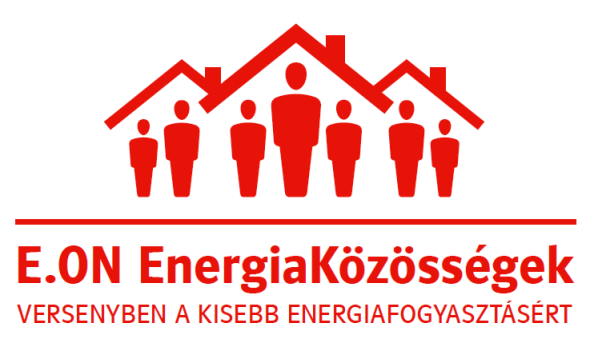 E.ON EnergiaKözösségek
VERSENYBEN A KISEBB ENERGIAFOGYASZTÁSÉRT